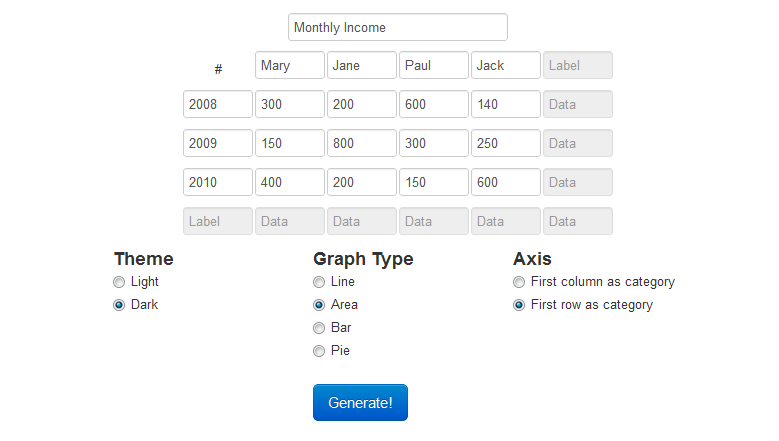 Monthly Income
# Mary Jane Paul Jack Label
2008 300 200 600 140 Data
2009 150 800 300 250 Data
2010 400 200 150 600 Data
Label Data Data Data Data Data
Theme Graph Type Axis
Light Line First column as category
Dark Area First row as category
Bar
Pie
Generate!